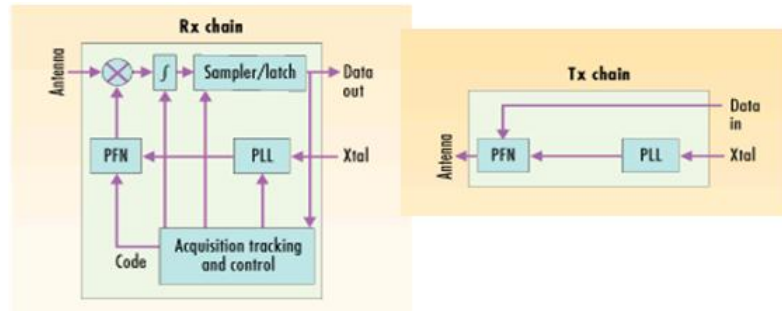 Rx chain
Antenna
∫
Sampler/latch
Data
out
PFN
PLL
Xtal
Code
Acquisition tracking
and control
Tx chain
Data
in
Antenna
PFN
PLL
Xtal